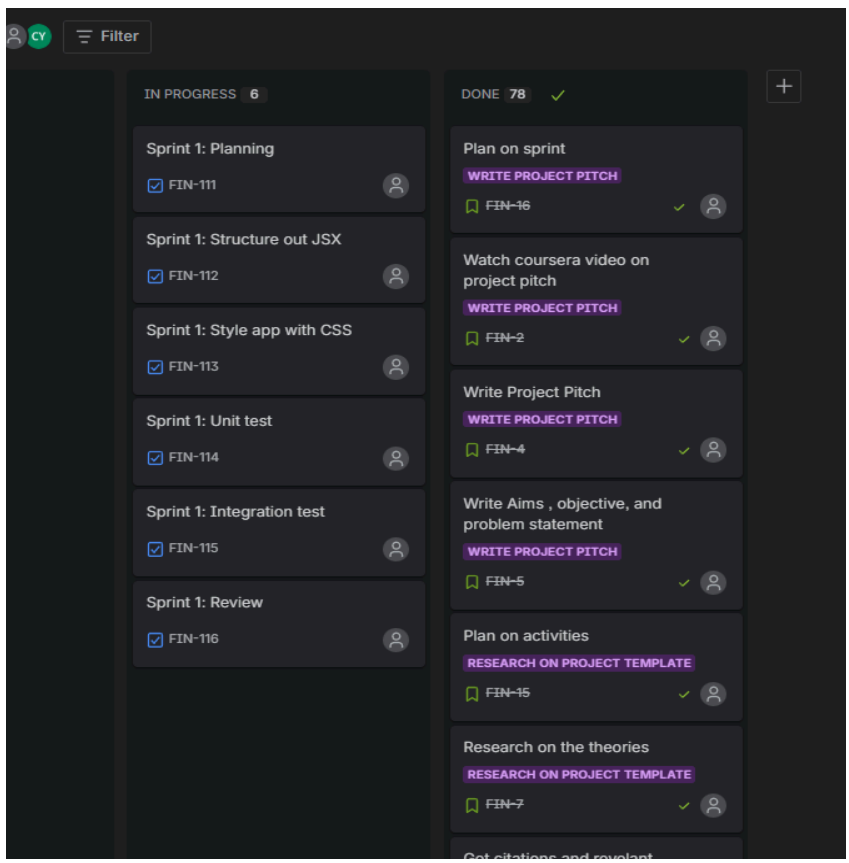 CY
Filter
IN PROGRESS 6
Sprint 1: Planning
FIN-111
Sprint 1: Structure out JSX
FIN-112
Sprint 1: Style app with CSS
FIN-113
Sprint 1: Unit test
FIN-114
Sprint 1: Integration test
FIN-115
Sprint 1: Review
FIN-116
DONE 78
Plan on sprint
WRITE PROJECT PITCH
FIN-16
Watch coursera video on
project pitch
WRITE PROJECT PITCH
FIN-2
Write Project Pitch
WRITE PROJECT PITCH
FIN-4
Write Aims , objective, and
problem statement
WRITE PROJECT PITCH
FIN-5
Plan on activities
RESEARCH ON PROJECT TEMPLATE
FIN-15
Research on the theories
RESEARCH ON PROJECT TEMPLATE
FIN-7
Get citations and revelant